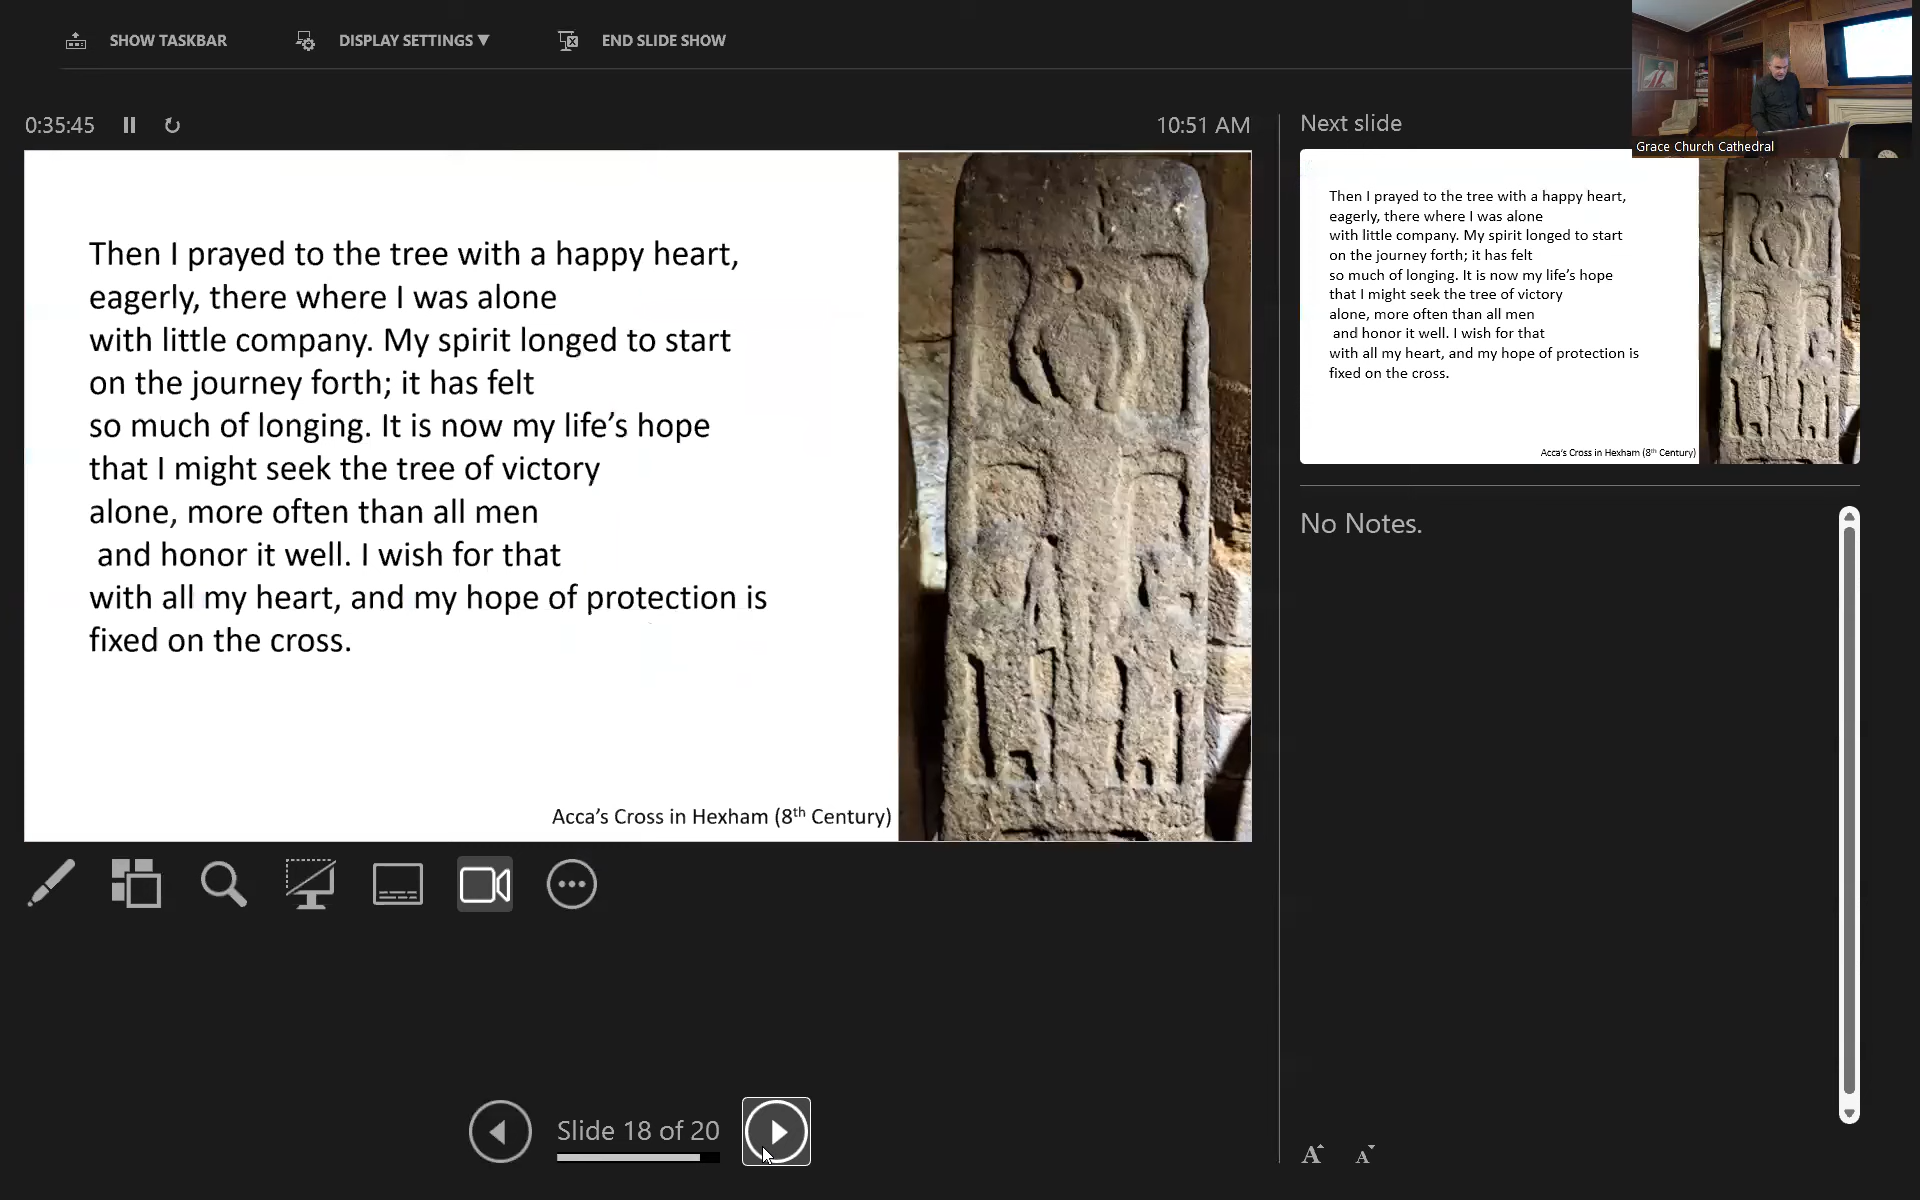 SHOW TASKBAR
DISPLAY SETTINGS ▼
END SLIDE SHOW
Grace Church Cathedral
0:35:45
10:51 AM
Then I prayed to the tree with a happy heart,
eagerly, there where I was alone
with little company. My spirit longed to start
on the journey forth; it has felt
so much of longing. It is now my life’s hope
that I might seek the tree of victory
alone, more often than all men
and honor it well. I wish for that
with all my heart, and my hope of protection is
fixed on the cross.
Acca’s Cross in Hexham (8th Century)
Slide 18 of 20
Next slide
Then I prayed to the tree with a happy heart,
eagerly, there where I was alone
with little company. My spirit longed to start
on the journey forth; it has felt
so much of longing. It is now my life’s hope
that I might seek the tree of victory
alone, more often than all men
and honor it well. I wish for that
with all my heart, and my hope of protection is
fixed on the cross.
Acca’s Cross in Hexham (8th Century)
No Notes.
A A